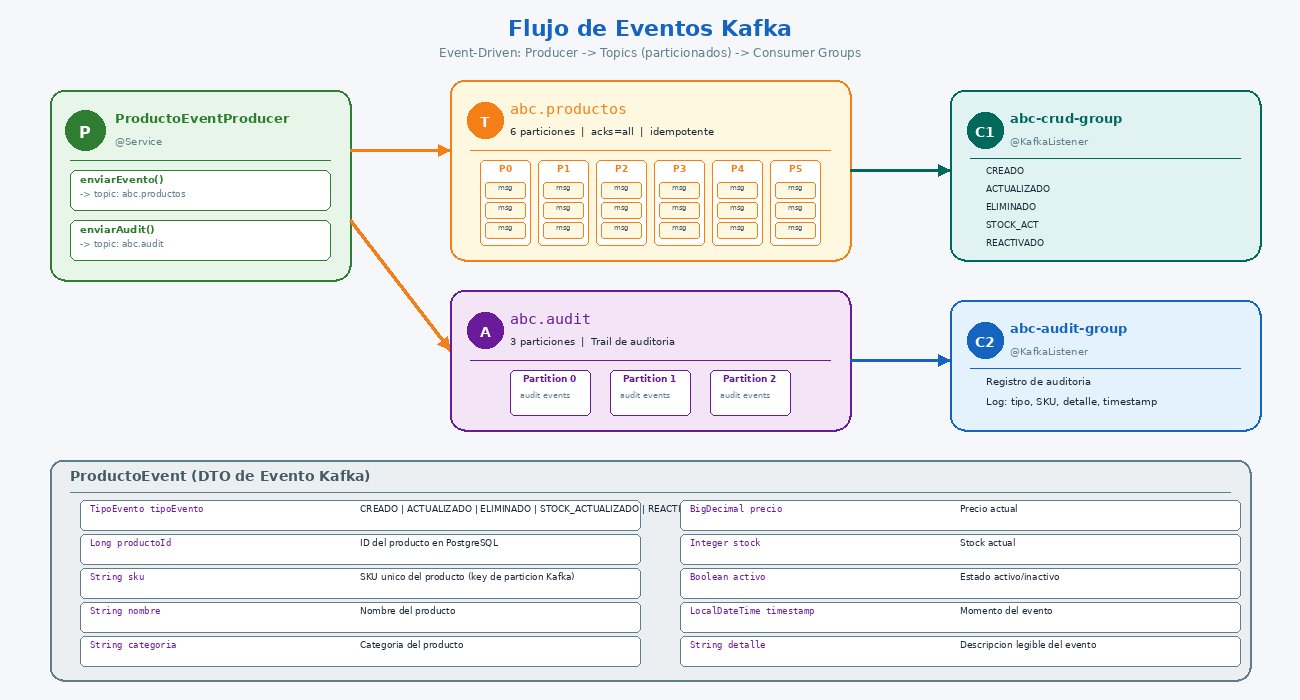 Flujo de Eventos Kafka
Event-Driven: Producer -> Topics (particionados) -> Consumer Groups
P
ProductoEventProducer
@Service
enviarEvento()
-> topic: abc.productos
enviarAudit()
-> topic: abc.audit
T
abc.productos
6 particiones | acks=all | idempotente
P0 P1 P2 P3 P4 P5
msg msg msg msg msg msg
msg msg msg msg msg msg
msg msg msg msg msg msg
C1
abc-crud-group
@KafkaListener
CREADO
ACTUALIZADO
ELIMINADO
STOCK_ACT
REACTIVADO
A
abc.audit
3 particiones | Trail de auditoria
Partition 0 Partition 1 Partition 2
audit events audit events audit events
C2
abc-audit-group
@KafkaListener
Registro de auditoria
Log: tipo, SKU, detalle, timestamp
ProductoEvent (DTO de Evento Kafka)
TipoEvento tipoEvento CREADO | ACTUALIZADO | ELIMINADO | STOCK_ACTUALIZADO | REACTI
Long productoId ID del producto en PostgreSQL
String sku SKU unico del producto (key de particion Kafka)
String nombre Nombre del producto
String categoria Categoria del producto
BigDecimal precio Precio actual
Integer stock Stock actual
Boolean activo Estado activo/inactivo
LocalDateTime timestamp Momento del evento
String detalle Descripcion legible del evento